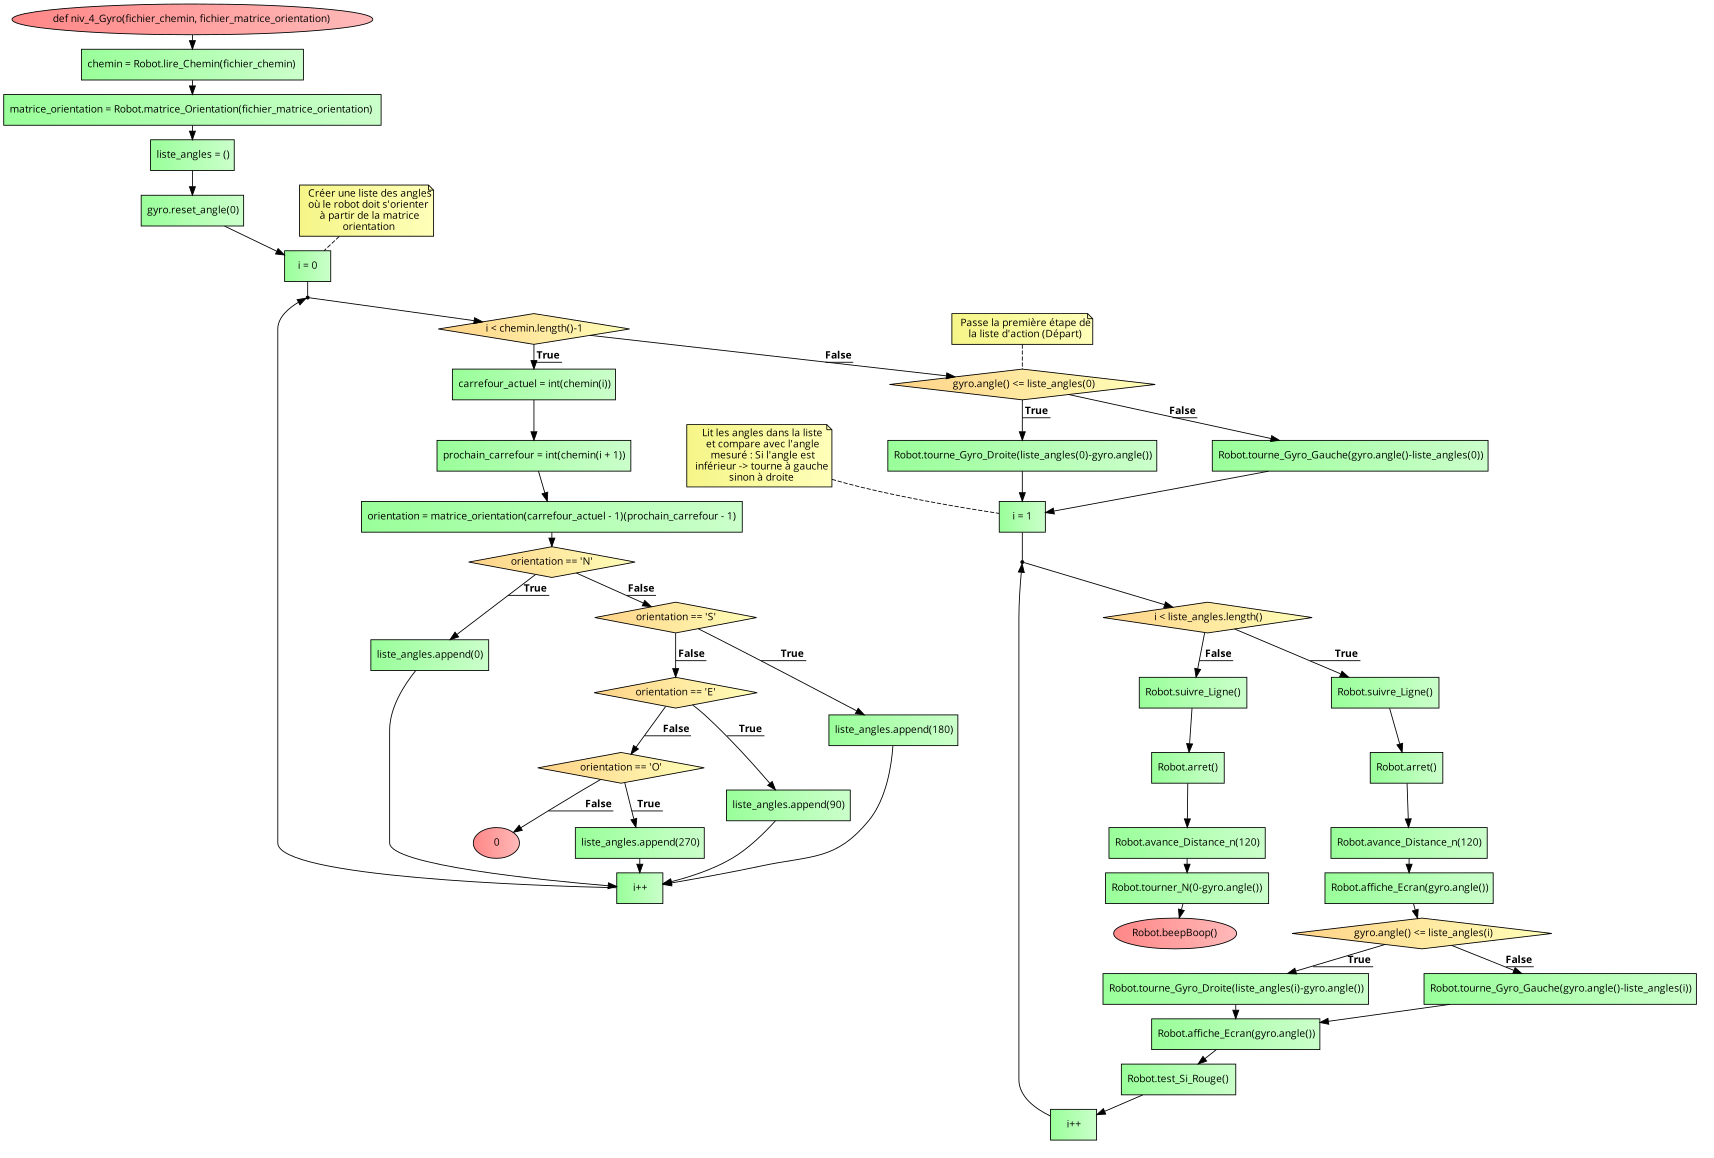 def niv_4_Gyro(fichier_chemin, fichier_matrice_orientation)
chemin = Robot.lire_Chemin(fichier_chemin)
matrice_orientation = Robot.matrice_Orientation(fichier_matrice_orientation)
liste_angles = ()
gyro.reset_angle(0)
Créer une liste des angles
où le robot doit s'orienter
à partir de la matrice
orientation
i = 0
i < chemin.length()-1
True
False
carrefour_actuel = int(chemin(i))
prochain_carrefour = int(chemin(i + 1))
orientation = matrice_orientation(carrefour_actuel - 1)(prochain_carrefour - 1)
orientation == 'N'
True
False
liste_angles.append(0)
orientation == 'S'
False
True
orientation == 'E'
liste_angles.append(180)
False
True
orientation == 'O'
liste_angles.append(90)
False
True
0
liste_angles.append(270)
i++
Passe la première étape de
la liste d'action (Départ)
gyro.angle() <= liste_angles(0)
True
False
Robot.tourne_Gyro_Droite(liste_angles(0)-gyro.angle())
Robot.tourne_Gyro_Gauche(gyro.angle()-liste_angles(0))
Lit les angles dans la liste
et compare avec l'angle
mesuré : Si l'angle est
inférieur -> tourne à gauche
sinon à droite
i = 1
i < liste_angles.length()
False
True
Robot.suivre_Ligne()
Robot.arret()
Robot.avance_Distance_n(120)
Robot.tourner_N(0-gyro.angle())
Robot.beepBoop()
Robot.suivre_Ligne()
Robot.arret()
Robot.avance_Distance_n(120)
Robot.affiche_Ecran(gyro.angle())
gyro.angle() <= liste_angles(i)
True
False
Robot.tourne_Gyro_Droite(liste_angles(i)-gyro.angle())
Robot.tourne_Gyro_Gauche(gyro.angle()-liste_angles(i))
Robot.affiche_Ecran(gyro.angle())
Robot.test_Si_Rouge()
i++